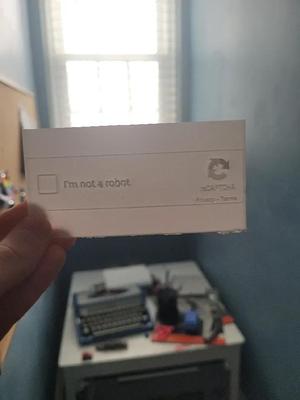 I'm not a robot
reCAPTCHA
Privacy - Terms